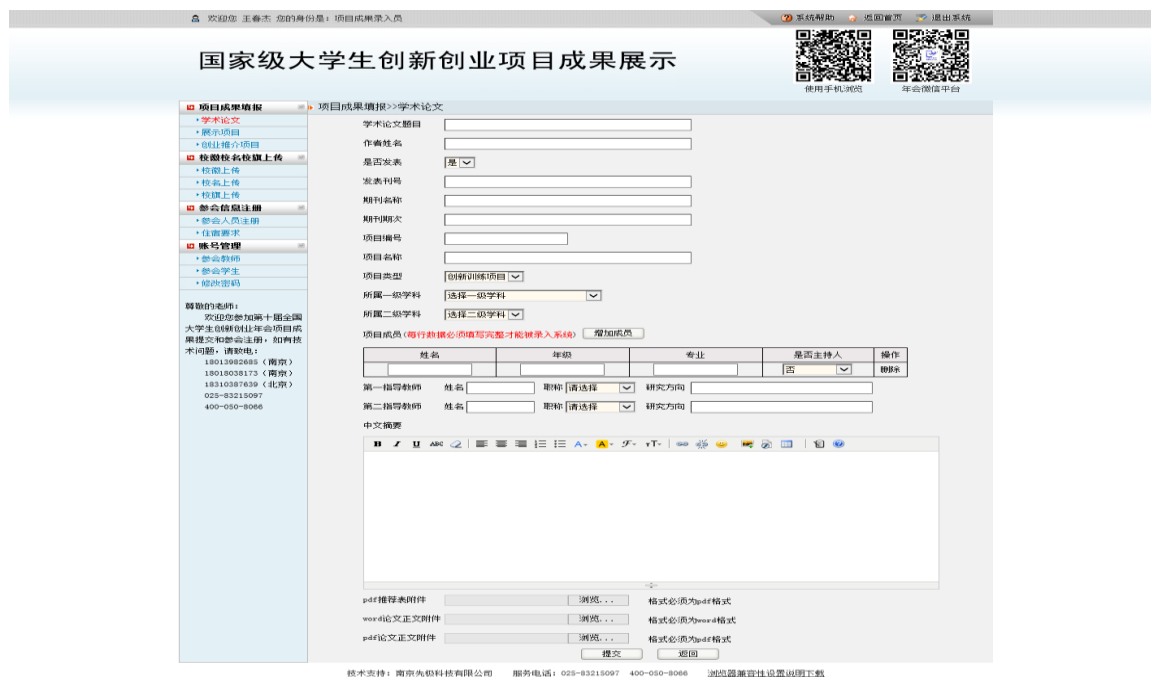 欢迎您 王春杰 您的身份是：项目成果录入员
系统帮助 返回首页 退出系统
国家级大学生创新创业项目成果展示
使用手机浏览 年会微信平台
项目成果填报
学术论文
展示项目
创业推介项目
校徽校名校旗上传
校徽上传
校名上传
校旗上传
参会信息注册
参会人员注册
住宿要求
账号管理
参会教师
参会学生
修改密码
尊敬的老师：
欢迎您参加第十届全国
大学生创新创业年会项目成
果提交和参会注册，如有技
术问题，请致电：
18013982685（南京）
18018038173（南京）
18310387639（北京）
025-83215097
400-050-8066
项目成果填报>>学术论文
学术论文题目
作者姓名
是否发表 是
发表刊号
期刊名称
期刊期次
项目编号
项目名称
项目类型 创新训练项目
所属一级学科 选择一级学科
所属二级学科 选择二级学科
项目成员(每行数据必须填写完整才能被录入系统) 增加成员
姓名 年级 专业 是否主持人 操作
否 删除
第一指导教师 姓名 职称 请选择 研究方向
第二指导教师 姓名 职称 请选择 研究方向
中文摘要
B I U ABC A A F TT
pdf推荐表附件 浏览... 格式必须为pdf格式
word论文正文附件 浏览... 格式必须为word格式
pdf论文正文附件 浏览... 格式必须为pdf格式
提交 返回
技术支持：南京先极科技有限公司 服务电话：025-83215097 400-050-8066 浏览器兼容性设置说明下载